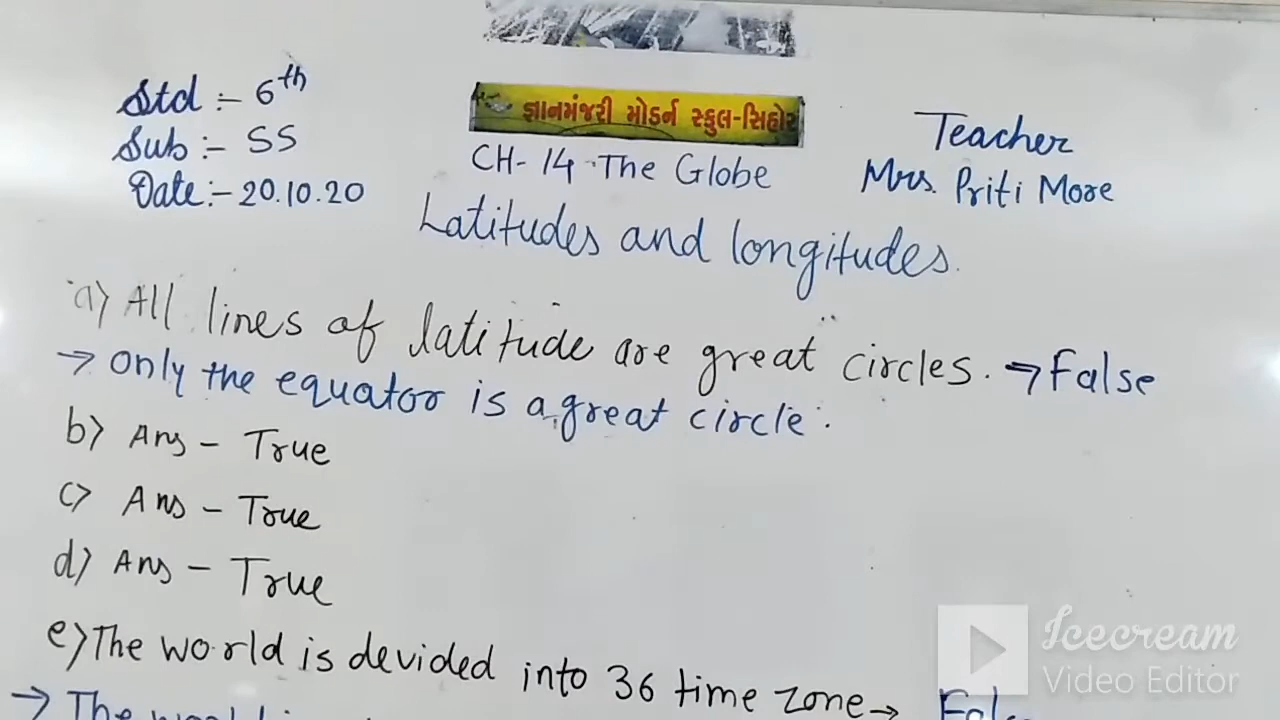 Std :- 6th
Sub :- SS
Date :- 20.10.20
જ્ઞાનમંજરી મોડર્ન સ્કુલ-સિહોર
CH- 14 The Globe
Latitudes and longitudes.
Teacher
Mrs. Priti More
a) All lines of latitude are great circles. → False
→ only the equator is a great circle.
b) Ans - True
c) Ans - True
d) Ans - True
e) The world is devided into 36 time zone →
→ The
Icecream
Video Editor